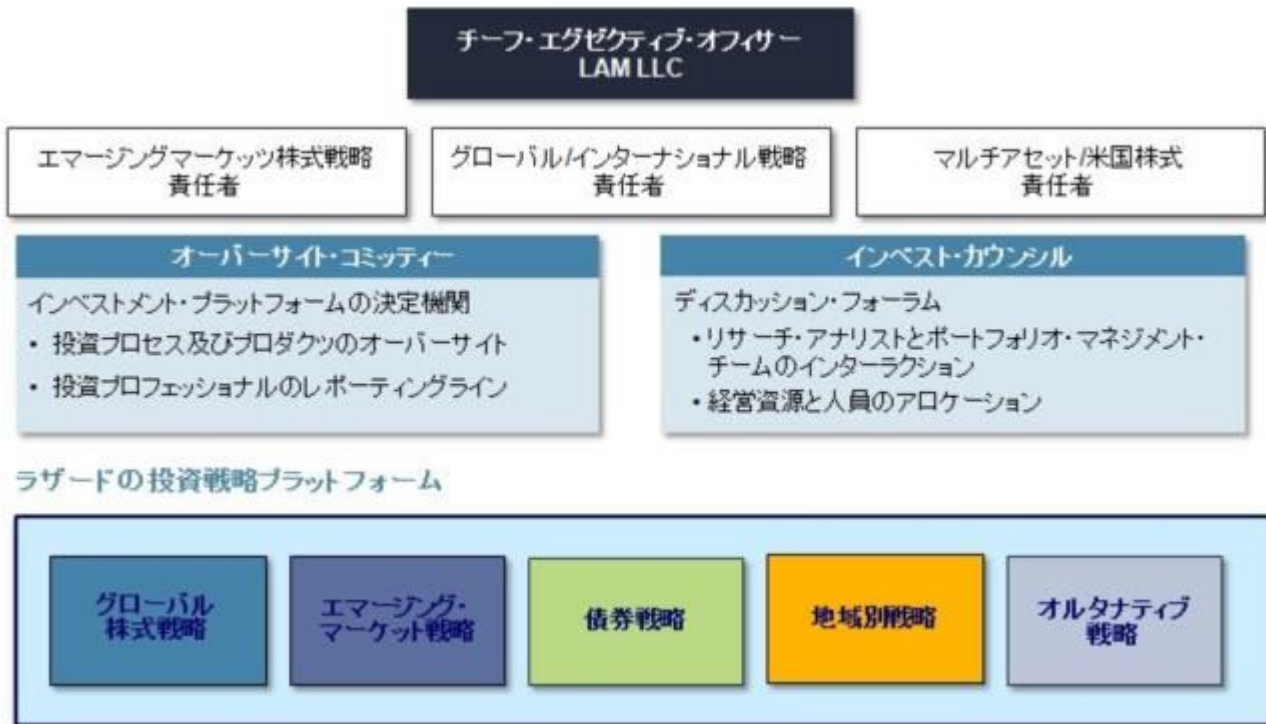 チーフ・エグゼクティブ・オフィサー
LAM LLC
エマージングマーケッツ株式戦略
責任者
グローバル/インターナショナル戦略
責任者
マルチアセット/米国株式
責任者
オーバーサイト・コミッティー
インベストメント・プラットフォームの決定機関
・投資プロセス及びプロダクツのオーバーサイト
・投資プロフェッショナルのレポーティングライン
インベスト・カウンシル
ディスカッション・フォーラム
・リサーチ・アナリストとポートフォリオ・マネジメント・
チームのインターラクション
・経営資源と人員のアロケーション
ラザードの投資戦略プラットフォーム
グローバル
株式戦略
エマージング・
マーケット戦略
債券戦略
地域別戦略
オルタナティブ
戦略